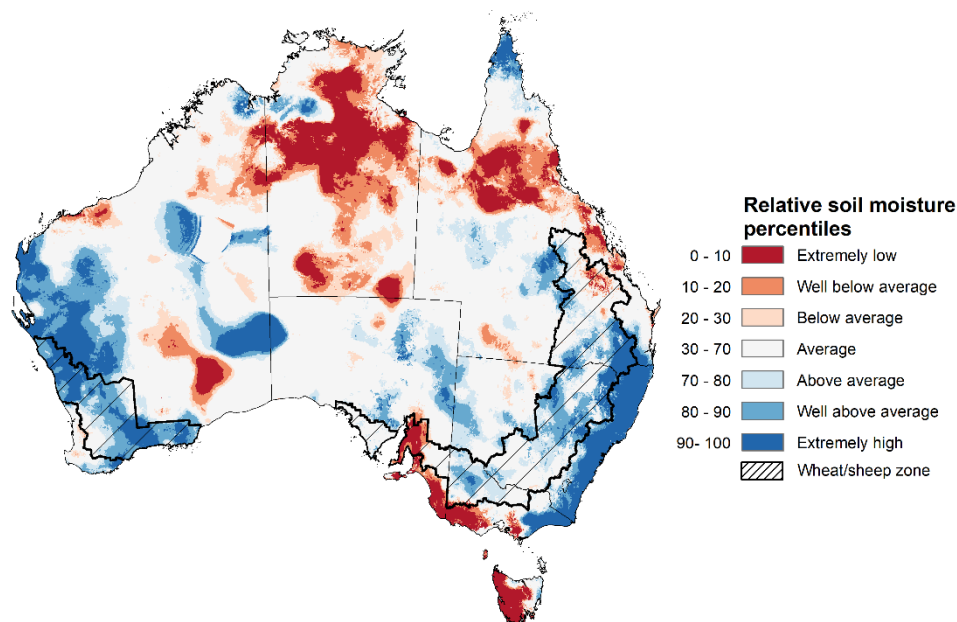 Relative soil moisture
percentiles
0 - 10 Extremely low
10 - 20 Well below average
20 - 30 Below average
30 - 70 Average
70 - 80 Above average
80 - 90 Well above average
90- 100 Extremely high
Wheat/sheep zone